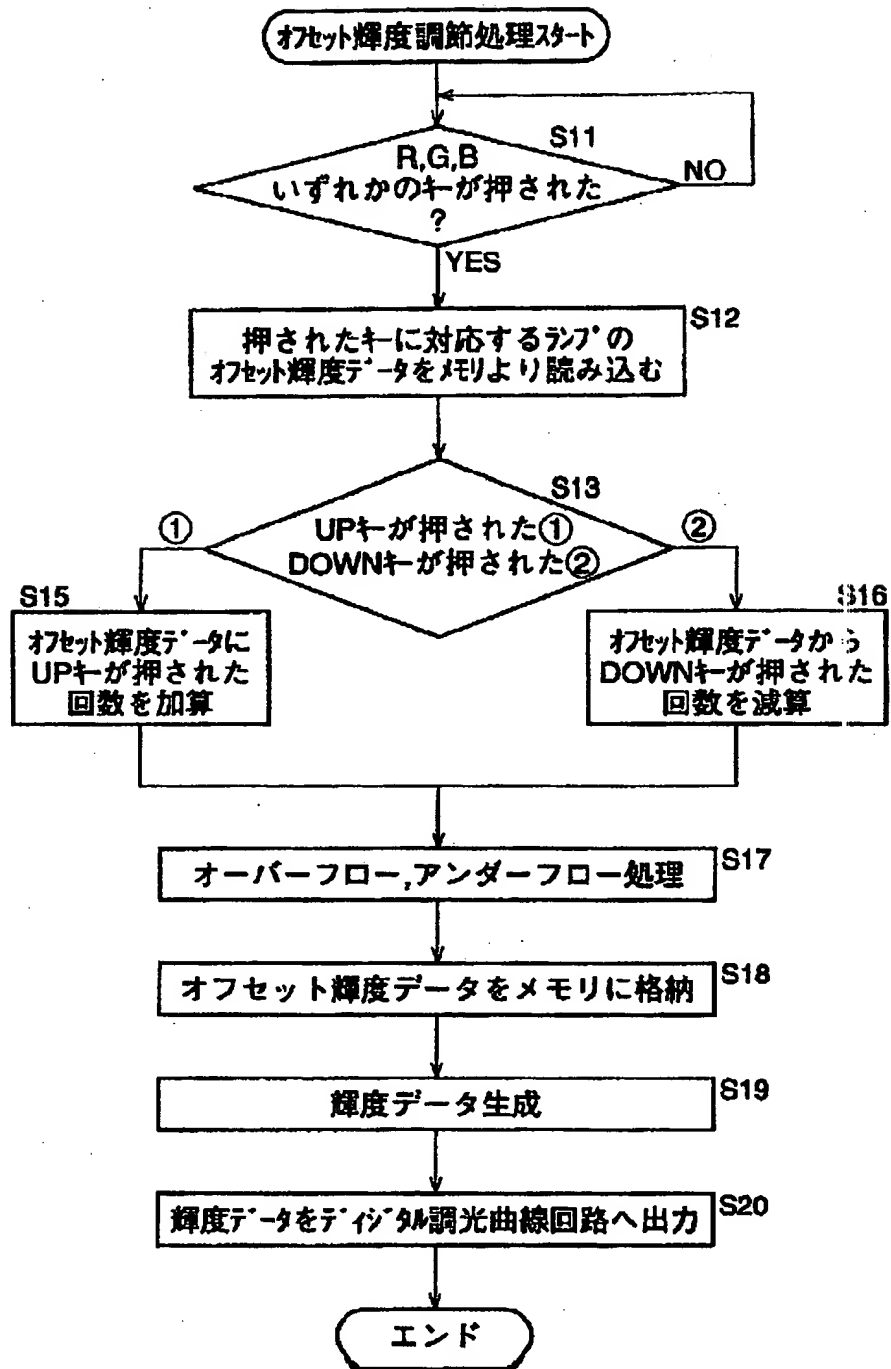 オフセット輝度調節処理スタート
S11
R,G,B
いずれかのキーが押された
?
NO
YES
S12
押されたキーに対応するランプの
オフセット輝度データをメモリより読み込む
S13
①
UPキーが押された①
DOWNキーが押された②
②
S15
オフセット輝度データに
UPキーが押された
回数を加算
S16
オフセット輝度データから
DOWNキーが押された
回数を減算
S17
オーバーフロー,アンダーフロー処理
S18
オフセット輝度データをメモリに格納
S19
輝度データ生成
S20
輝度データをディジタル調光曲線回路へ出力
エンド